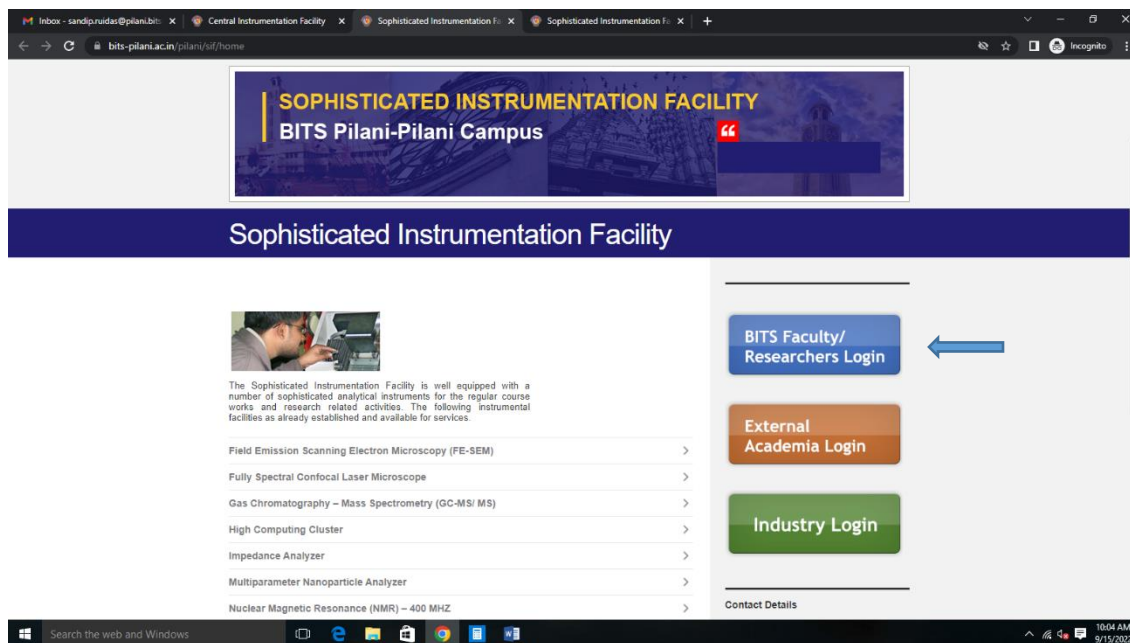 Inbox - sandip.ruidas@pilani.bits
Central Instrumentation Facility
Sophisticated Instrumentation Fa
Sophisticated Instrumentation Fa
bits-pilani.ac.in/pilani/sif/home
Incognito
SOPHISTICATED INSTRUMENTATION FACILITY
BITS Pilani-Pilani Campus
Sophisticated Instrumentation Facility
The Sophisticated Instrumentation Facility is well equipped with a
number of sophisticated analytical instruments for the regular course
works and research related activities. The following instrumental
facilities as already established and available for services.
Field Emission Scanning Electron Microscopy (FE-SEM)
Fully Spectral Confocal Laser Microscope
Gas Chromatography – Mass Spectrometry (GC-MS/ MS)
High Computing Cluster
Impedance Analyzer
Multiparameter Nanoparticle Analyzer
Nuclear Magnetic Resonance (NMR) – 400 MHZ
BITS Faculty/
Researchers Login
External
Academia Login
Industry Login
Contact Details
Search the web and Windows
10:04 AM